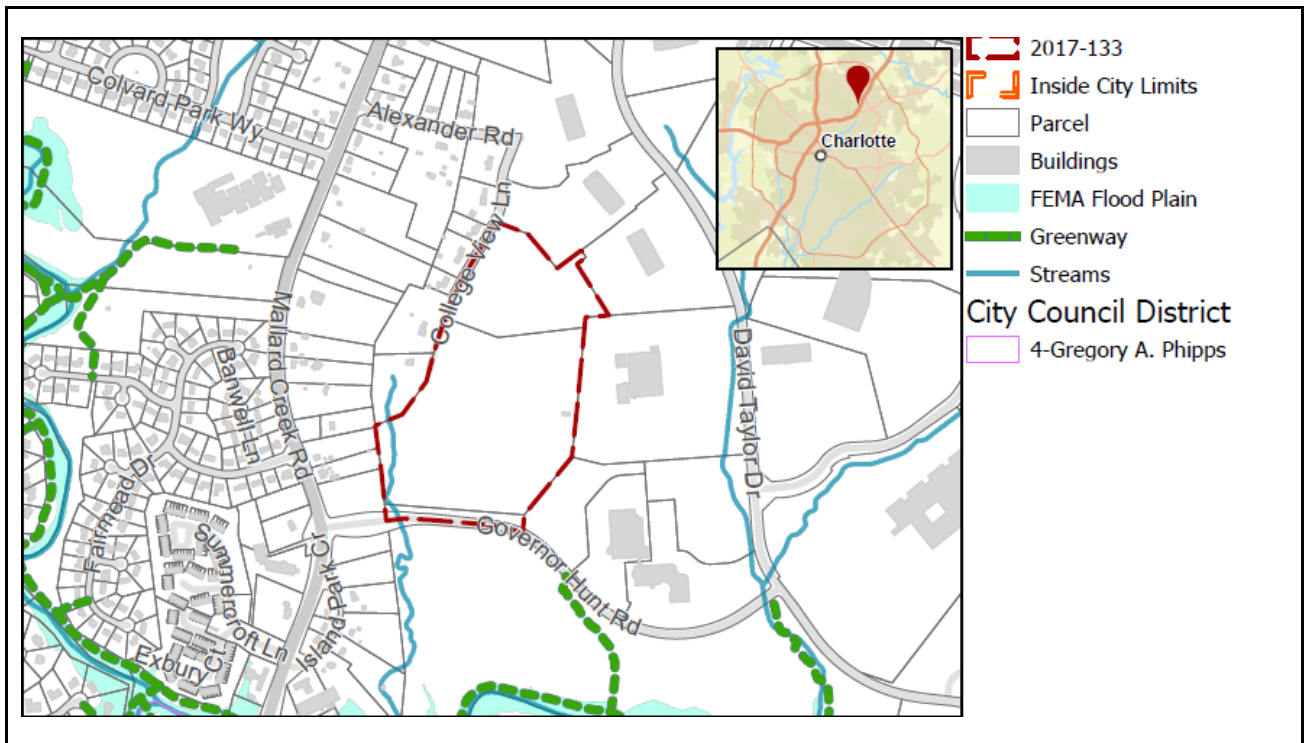 Colvard Park Wy
Alexander Rd
College View Ln
Mallard Creek Rd
Banwell Ln
Fairmead Dr
Summercroft Ln
Exbury Ct
Island Park Cr
Governor Hunt Rd
David Taylor Dr
Charlotte
2017-133
Inside City Limits
Parcel
Buildings
FEMA Flood Plain
Greenway
Streams
City Council District
4-Gregory A. Phipps